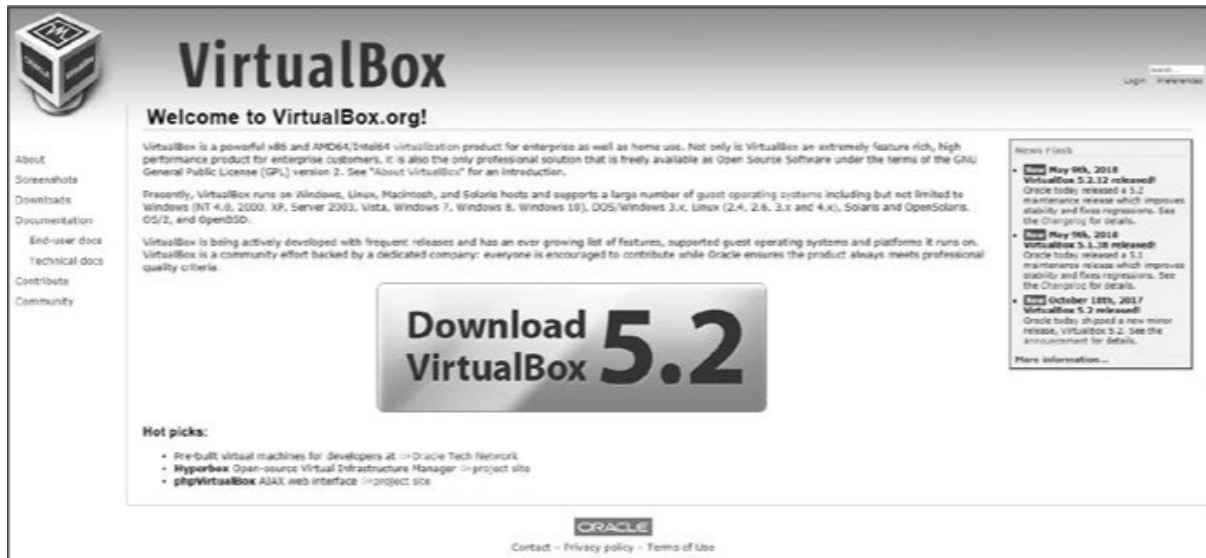 ORACLE
VirtualBox
VirtualBox
search...
Login Preferences
Welcome to VirtualBox.org!
About
Screenshots
Downloads
Documentation
End-user docs
Technical docs
Contribute
Community
VirtualBox is a powerful x86 and AMD64/Intel64 virtualization product for enterprise as well as home use. Not only is VirtualBox an extremely feature rich, high
performance product for enterprise customers, it is also the only professional solution that is freely available as Open Source Software under the terms of the GNU
General Public License (GPL) version 2. See "About VirtualBox" for an introduction.
Presently, VirtualBox runs on Windows, Linux, Macintosh, and Solaris hosts and supports a large number of guest operating systems including but not limited to
Windows (NT 4.0, 2000, XP, Server 2003, Vista, Windows 7, Windows 8, Windows 10), DOS/Windows 3.x, Linux (2.4, 2.6, 3.x and 4.x), Solaris and OpenSolaris,
OS/2, and OpenBSD.
VirtualBox is being actively developed with frequent releases and has an ever growing list of features, supported guest operating systems and platforms it runs on.
VirtualBox is a community effort backed by a dedicated company: everyone is encouraged to contribute while Oracle ensures the product always meets professional
quality criteria.
Download
VirtualBox 5.2
Hot picks:
• Pre-built virtual machines for developers at Oracle Tech Network
• Hyperbox Open-source Virtual Infrastructure Manager project site
• phpVirtualBox AJAX web interface project site
News Flash
• New May 9th, 2018
VirtualBox 5.2.12 released!
Oracle today released a 5.2
maintenance release which improves
stability and fixes regressions. See
the Changelog for details.
• New May 9th, 2018
VirtualBox 5.1.38 released!
Oracle today released a 5.1
maintenance release which improves
stability and fixes regressions. See
the Changelog for details.
• New October 18th, 2017
VirtualBox 5.2 released!
Oracle today shipped a new minor
release, VirtualBox 5.2. See the
announcement for details.
More information...
ORACLE
Contact – Privacy policy – Terms of Use